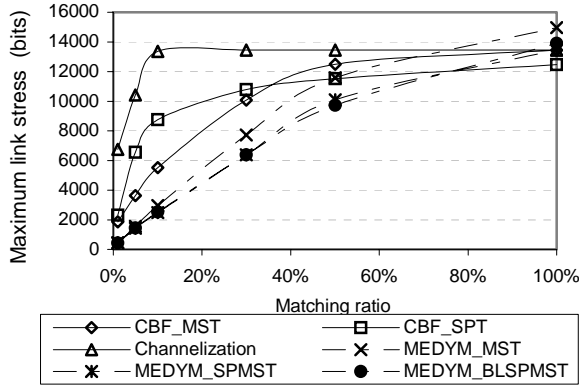 Maximum link stress (bits)
16000
14000
12000
10000
8000
6000
4000
2000
0
0% 20% 40% 60% 80% 100%
Matching ratio
CBF_MST CBF_SPT
Channelization MEDYM_MST
MEDYM_SPMST MEDYM_BLSPMST